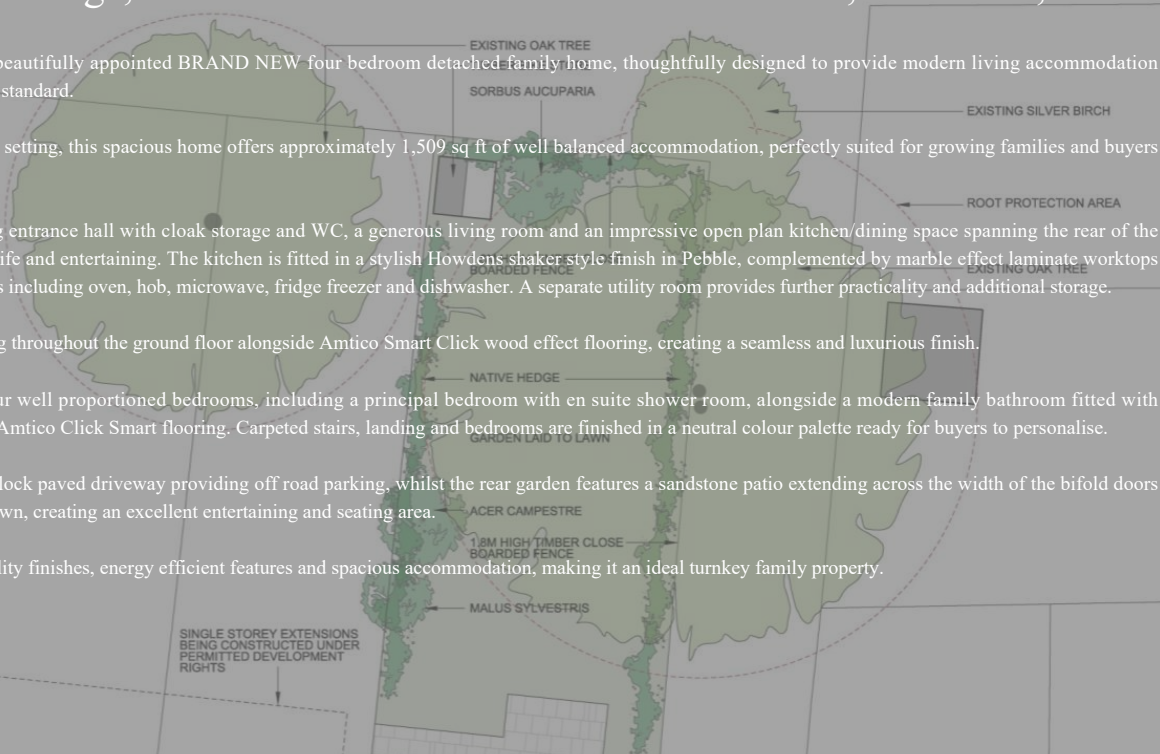 EXISTING OAK TREE
beautifully appointed BRAND NEW four bedroom detached family home, thoughtfully designed to provide modern living accommodation
standard.
SORBUS AUCUPARIA
EXISTING SILVER BIRCH
setting, this spacious home offers approximately 1,509 sq ft of well balanced accommodation, perfectly suited for growing families and buyers
ROOT PROTECTION AREA
entrance hall with cloak storage and WC, a generous living room and an impressive open plan kitchen/dining space spanning the rear of the
and entertaining. The kitchen is fitted in a stylish Howdens shaker style finish in Pebble, complemented by marble effect laminate worktops
BOARDED FENCE
EXISTING OAK TREE
including oven, hob, microwave, fridge freezer and dishwasher. A separate utility room provides further practicality and additional storage.
throughout the ground floor alongside Amtico Smart Click wood effect flooring, creating a seamless and luxurious finish.
NATIVE HEDGE
well proportioned bedrooms, including a principal bedroom with en suite shower room, alongside a modern family bathroom fitted with
Amtico Click Smart flooring. Carpeted stairs, landing and bedrooms are finished in a neutral colour palette ready for buyers to personalise.
GARDEN LAID TO LAWN
lock paved driveway providing off road parking, whilst the rear garden features a sandstone patio extending across the width of the bifold doors
wn, creating an excellent entertaining and seating area.
ACER CAMPESTRE
1.8M HIGH TIMBER CLOSE
BOARDED FENCE
lity finishes, energy efficient features and spacious accommodation, making it an ideal turnkey family property.
MALUS SYLVESTRIS
SINGLE STOREY EXTENSIONS
BEING CONSTRUCTED UNDER
PERMITTED DEVELOPMENT
RIGHTS